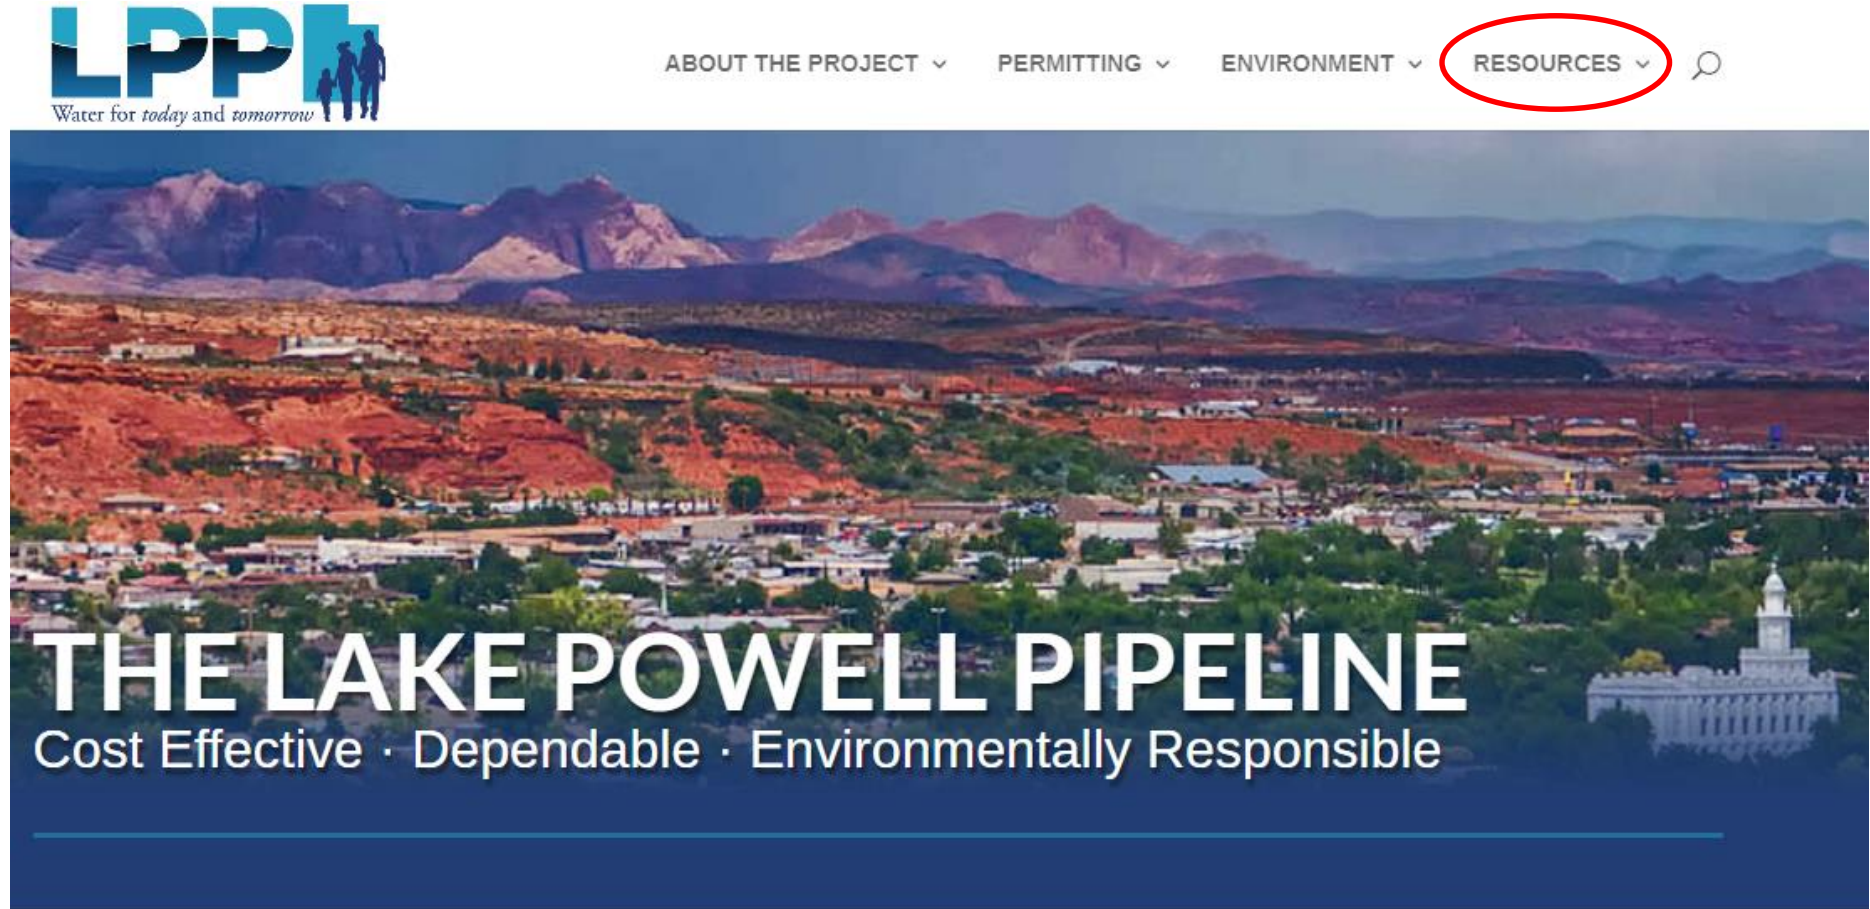 LPP
Water for today and tomorrow
ABOUT THE PROJECT PERMITTING ENVIRONMENT RESOURCES
THE LAKE POWELL PIPELINE
Cost Effective · Dependable · Environmentally Responsible